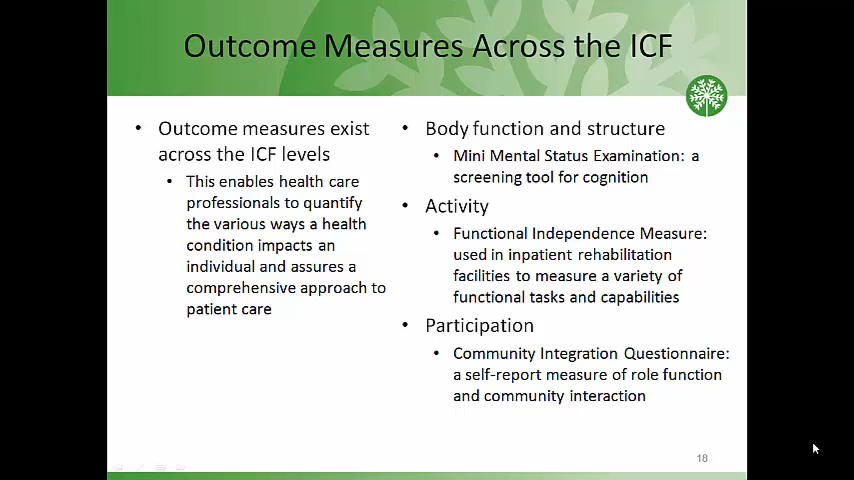 Outcome Measures Across the ICF
• Outcome measures exist
across the ICF levels
• This enables health care
professionals to quantify
the various ways a health
condition impacts an
individual and assures a
comprehensive approach to
patient care
• Body function and structure
• Mini Mental Status Examination: a
screening tool for cognition
• Activity
• Functional Independence Measure:
used in inpatient rehabilitation
facilities to measure a variety of
functional tasks and capabilities
• Participation
• Community Integration Questionnaire:
a self-report measure of role function
and community interaction
18